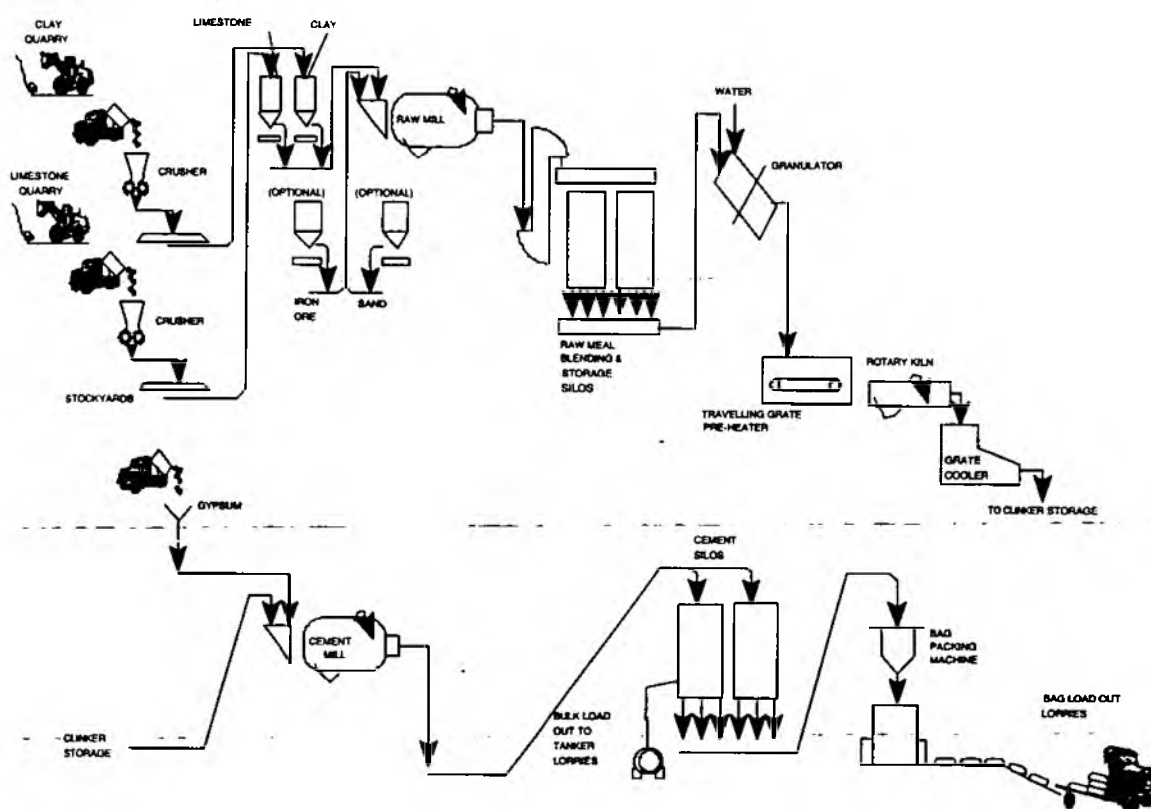 CLAY
QUARRY
LIMESTONE
CLAY
CRUSHER
LIMESTONE
QUARRY
CRUSHER
STOCKYARDS
(OPTIONAL)
(OPTIONAL)
IRON
ORE
SAND
RAW MILL
RAW MEAL
BLENDING &
STORAGE
SILOS
WATER
GRANULATOR
TRAVELLING GRATE
PRE-HEATER
ROTARY KILN
GRATE
COOLER
TO CLINKER STORAGE
GYPSUM
CEMENT
MILL
CLINKER
STORAGE
CEMENT
SILOS
BULK LOAD
OUT TO
TANKER
LORRIES
BAG
PACKING
MACHINE
BAG LOAD OUT
LORRIES